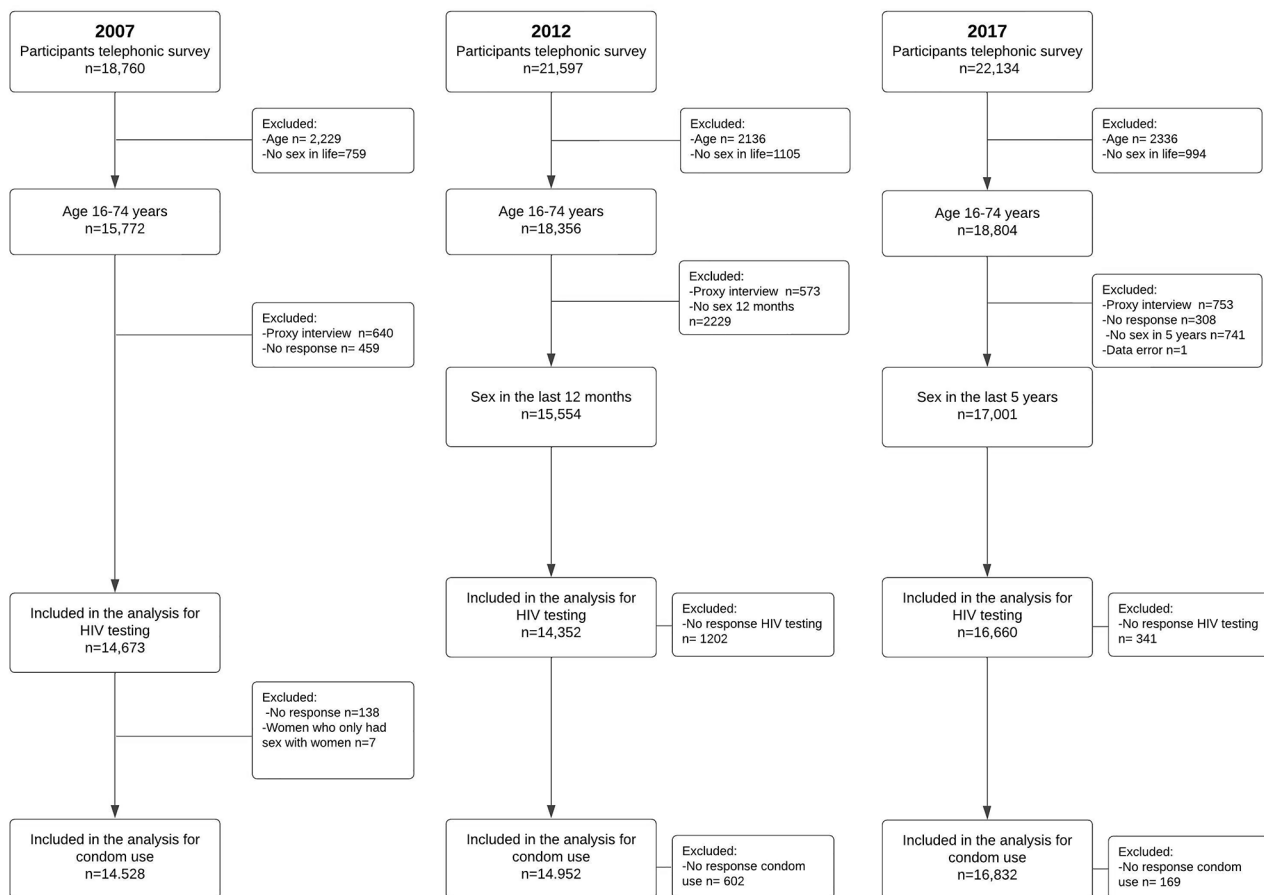 2007
Participants telephonic survey
n=18,760
Excluded:
-Age n= 2,229
-No sex in life=759
Age 16-74 years
n=15,772
Excluded:
-Proxy interview  n=640
-No response n= 459
Included in the analysis for
HIV testing
n=14,673
Excluded:
-No response n=138
-Women who only had
sex with women n=7
Included in the analysis for
condom use
n=14.528
2012
Participants telephonic survey
n=21,597
Excluded:
-Age n= 2136
-No sex in life=1105
Age 16-74 years
n=18,356
Excluded:
-Proxy interview  n=573
-No sex 12 months
n=2229
Sex in the last 12 months
n=15,554
Included in the analysis for
HIV testing
n=14,352
Excluded:
-No response HIV testing
n= 1202
Included in the analysis for
condom use
n=14.952
Excluded:
-No response condom
use n= 602
2017
Participants telephonic survey
n=22,134
Excluded:
-Age n= 2336
-No sex in life=994
Age 16-74 years
n=18,804
Excluded:
-Proxy interview n=753
-No response n=308
-No sex in 5 years n=741
-Data error n=1
Sex in the last 5 years
n=17,001
Included in the analysis for
HIV testing
n=16,660
Excluded:
-No response HIV testing
n= 341
Included in the analysis for
condom use
n=16,832
Excluded:
-No response condom
use n= 169